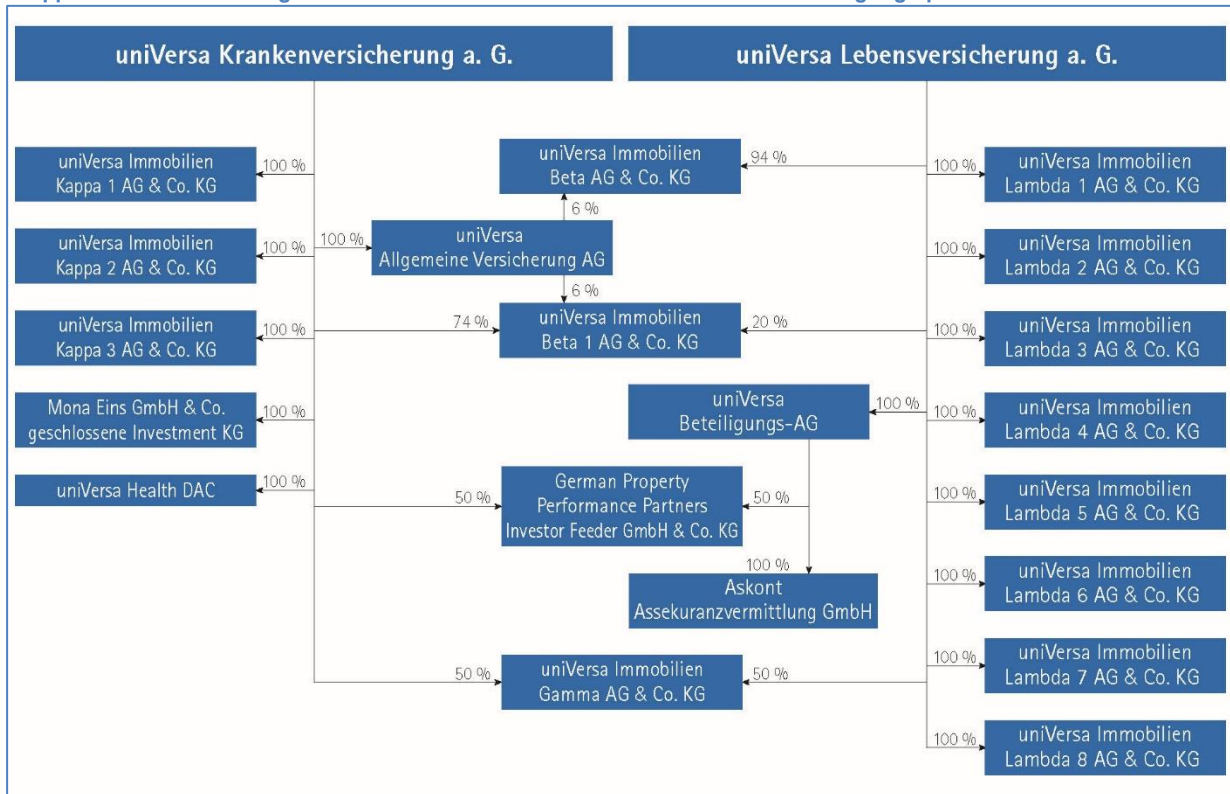 uniVersa Krankenversicherung a. G.
uniVersa Lebensversicherung a. G.
uniVersa Immobilien
Kappa 1 AG & Co. KG
100 %
uniVersa Immobilien
Beta AG & Co. KG
94 %
100 %
uniVersa Immobilien
Lambda 1 AG & Co. KG
6 %
uniVersa Immobilien
Kappa 2 AG & Co. KG
100 %
100 %
uniVersa
Allgemeine Versicherung AG
100 %
uniVersa Immobilien
Lambda 2 AG & Co. KG
6 %
uniVersa Immobilien
Kappa 3 AG & Co. KG
100 %
74 %
uniVersa Immobilien
Beta 1 AG & Co. KG
20 %
100 %
uniVersa Immobilien
Lambda 3 AG & Co. KG
Mona Eins GmbH & Co.
geschlossene Investment KG
100 %
uniVersa
Beteiligungs-AG
100 %
100 %
uniVersa Immobilien
Lambda 4 AG & Co. KG
uniVersa Health DAC
100 %
50 %
German Property
Performance Partners
Investor Feeder GmbH & Co. KG
50 %
100 %
uniVersa Immobilien
Lambda 5 AG & Co. KG
100 %
Askont
Assekuranzvermittlung GmbH
100 %
uniVersa Immobilien
Lambda 6 AG & Co. KG
50 %
uniVersa Immobilien
Gamma AG & Co. KG
50 %
100 %
uniVersa Immobilien
Lambda 7 AG & Co. KG
100 %
uniVersa Immobilien
Lambda 8 AG & Co. KG